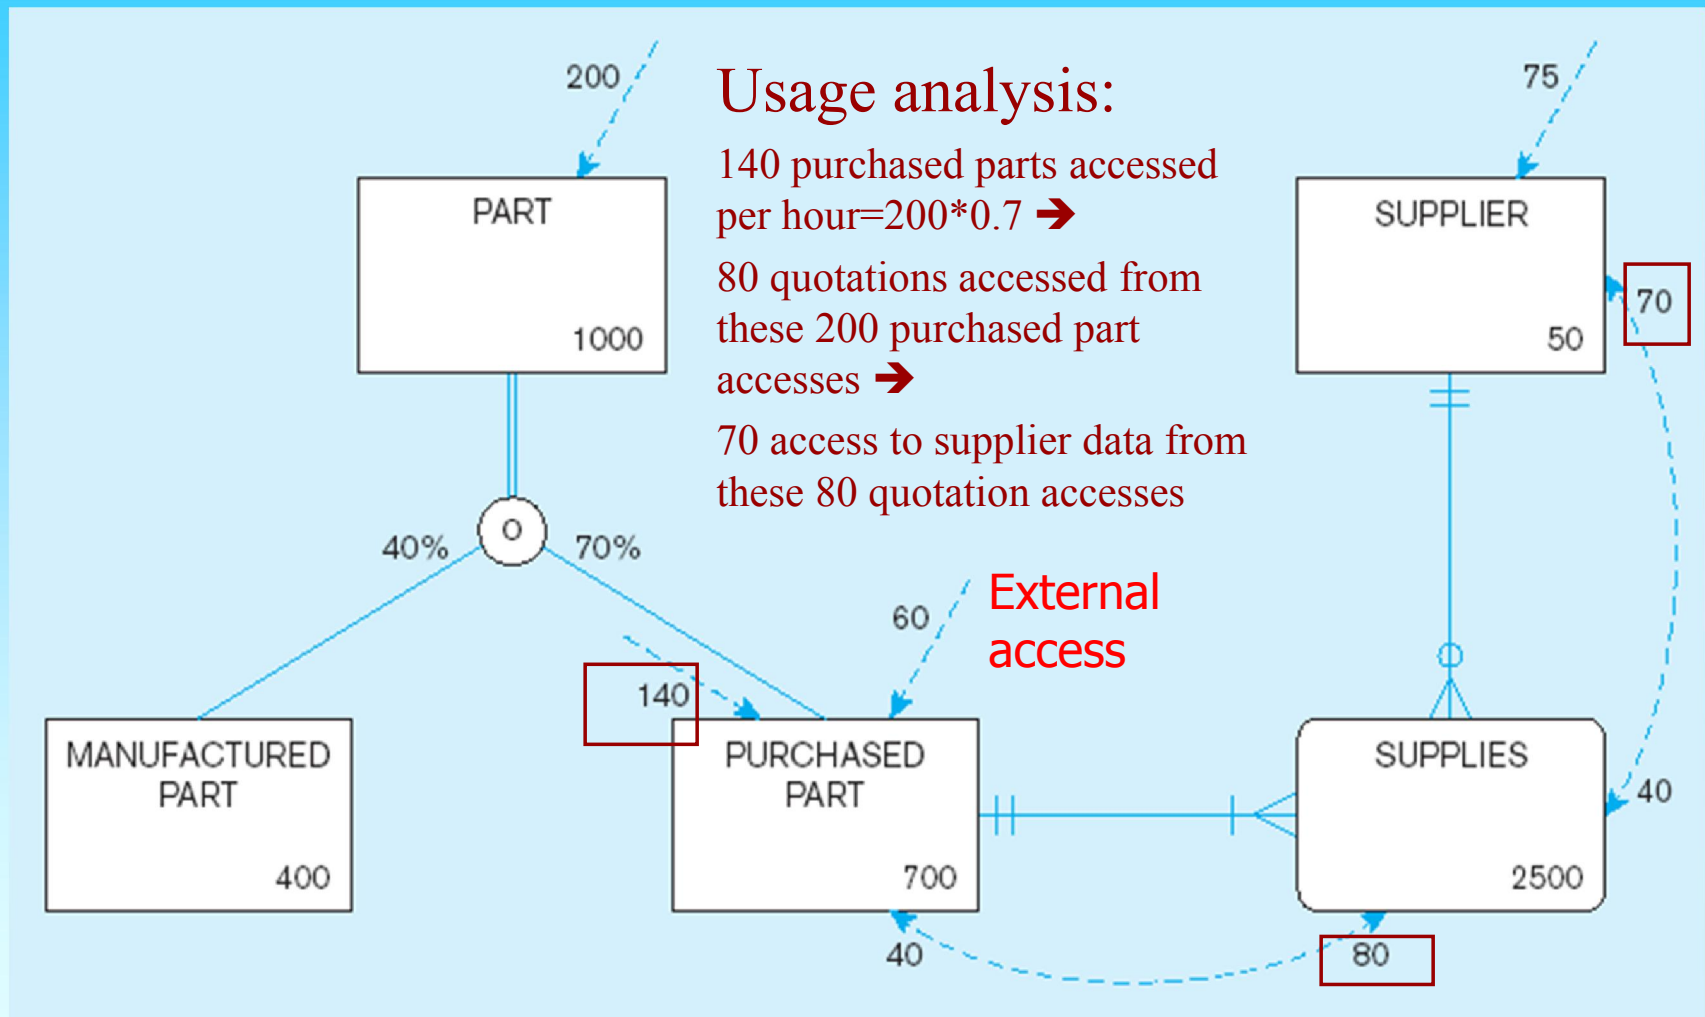 200
Usage analysis:
75
140 purchased parts accessed
per hour=200*0.7 ➔
PART
SUPPLIER
80 quotations accessed from
these 200 purchased part
accesses ➔
70
1000
50
70 access to supplier data from
these 80 quotation accesses
40%
O
70%
External
access
60
140
MANUFACTURED
PART
400
PURCHASED
PART
700
SUPPLIES
2500
40
40
80